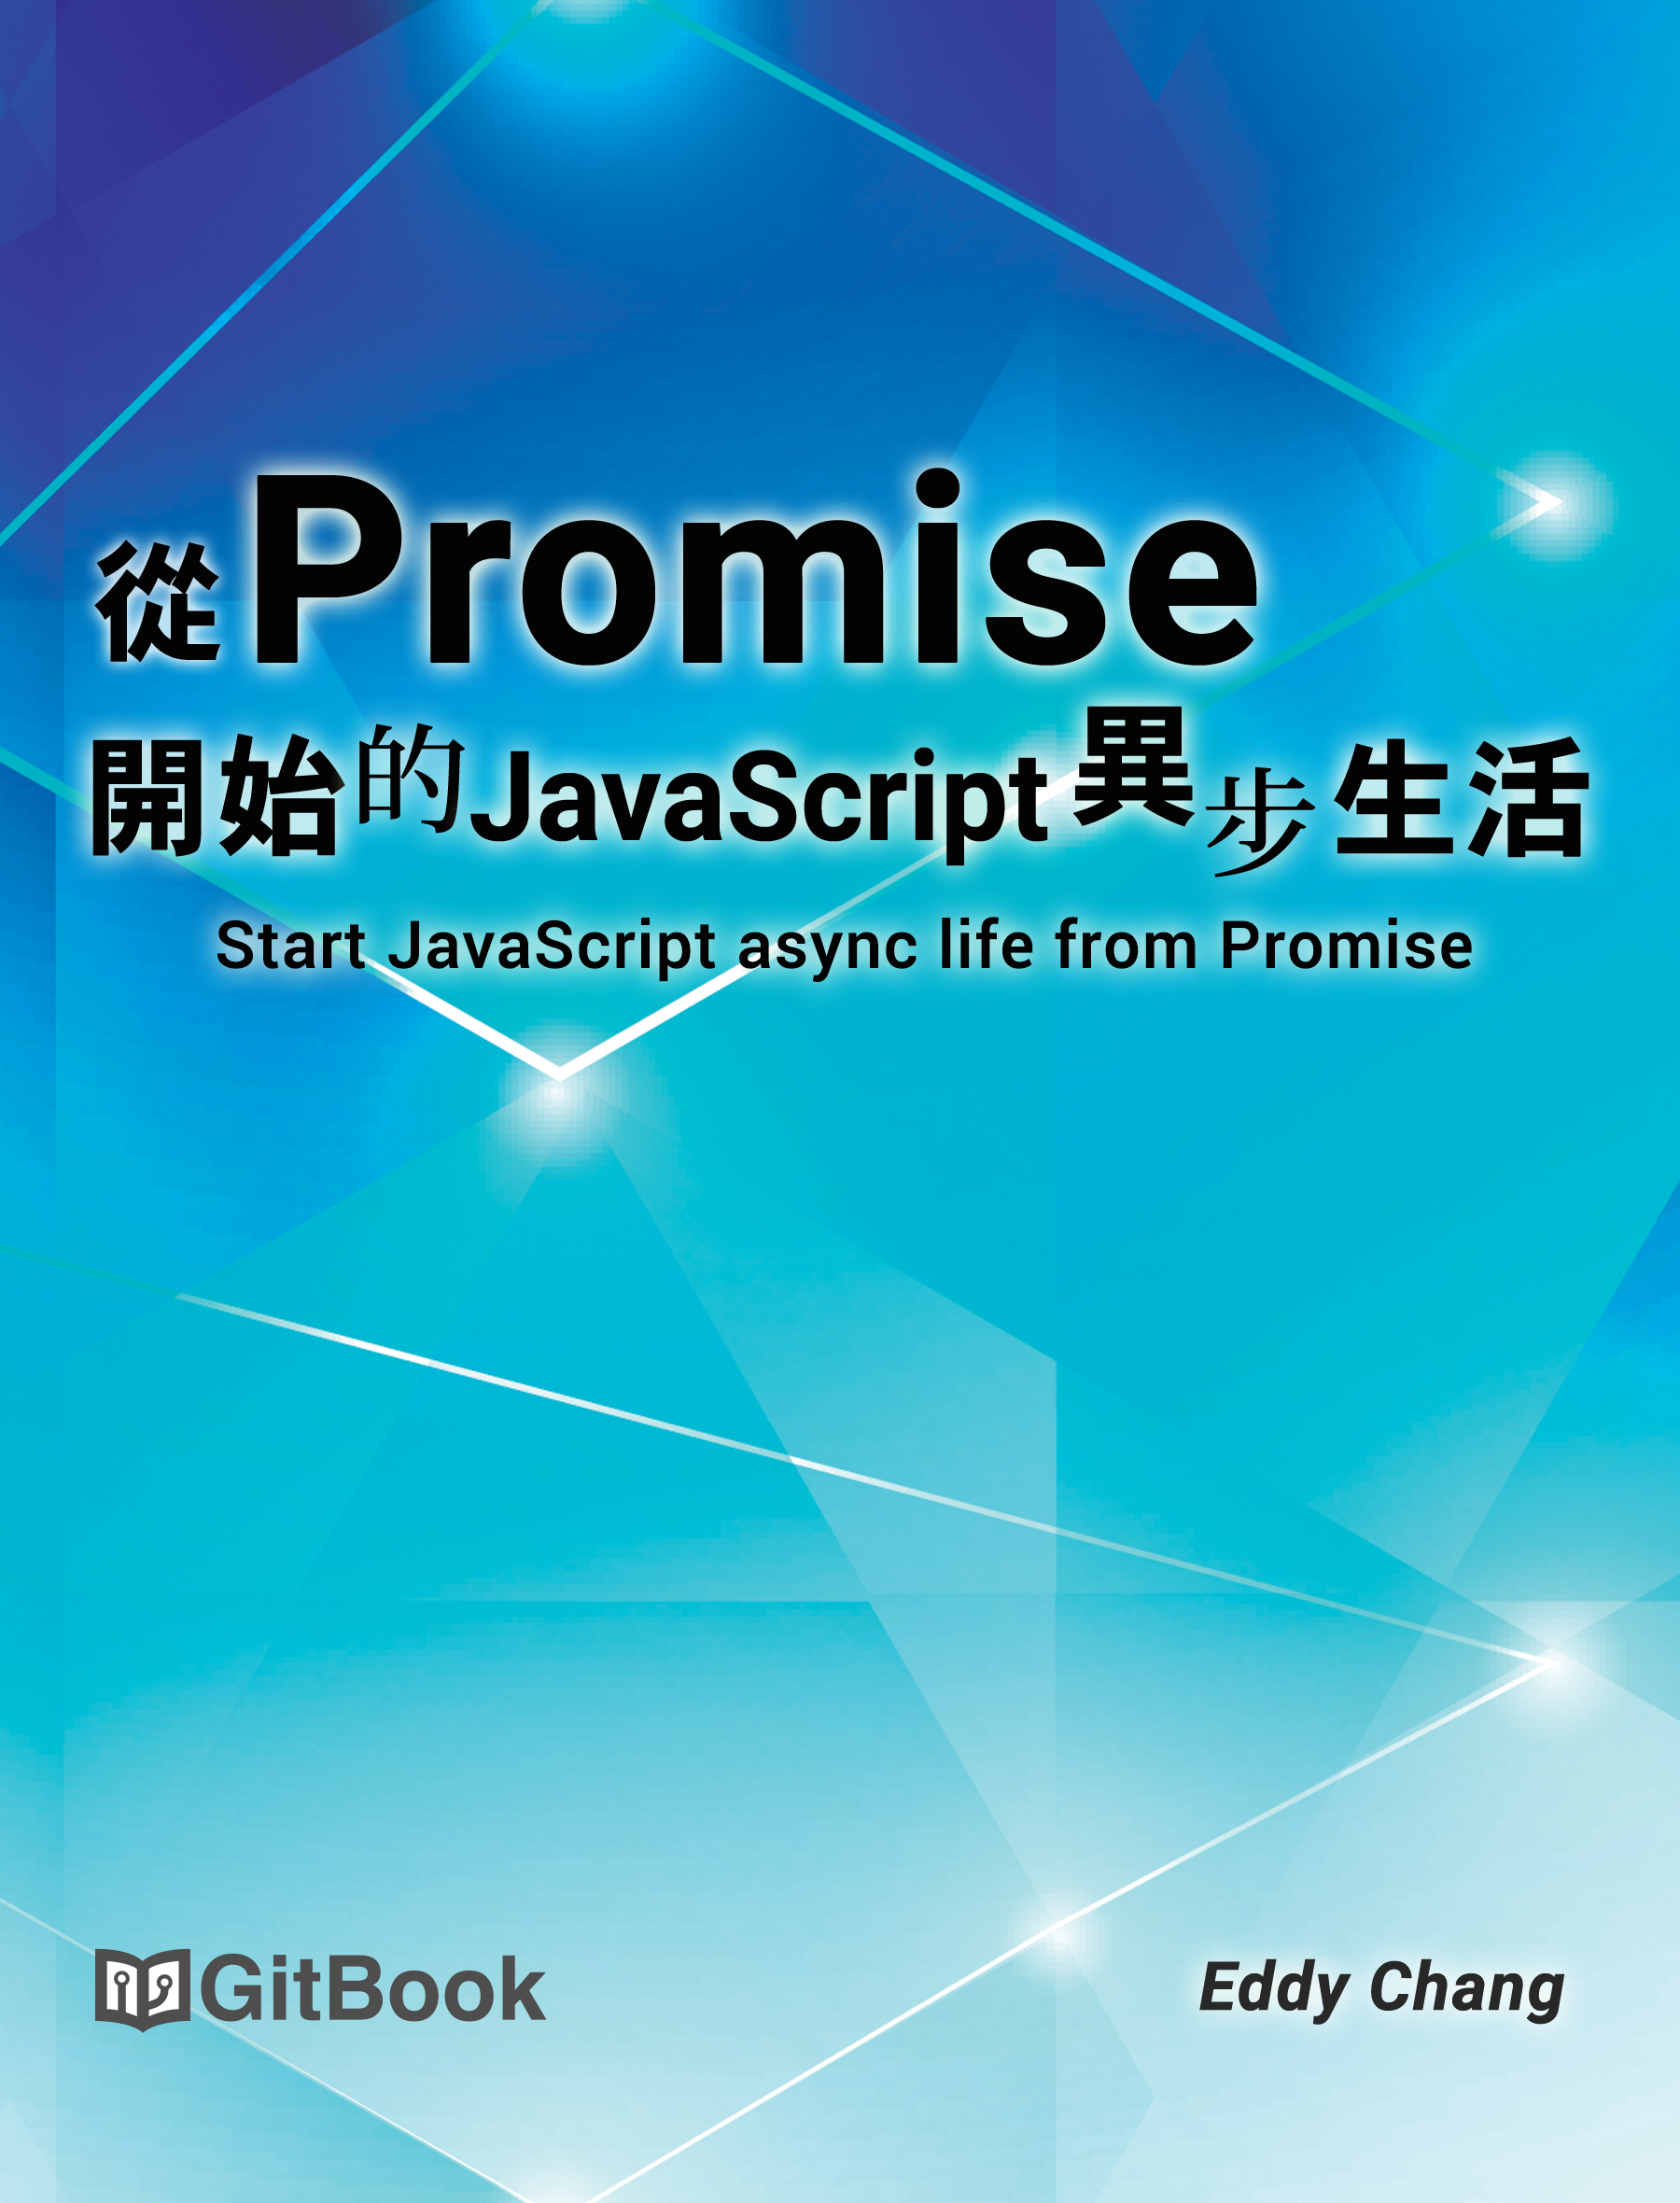 從Promise
開始的JavaScript異步生活
Start JavaScript async life from Promise
GitBook
Eddy Chang